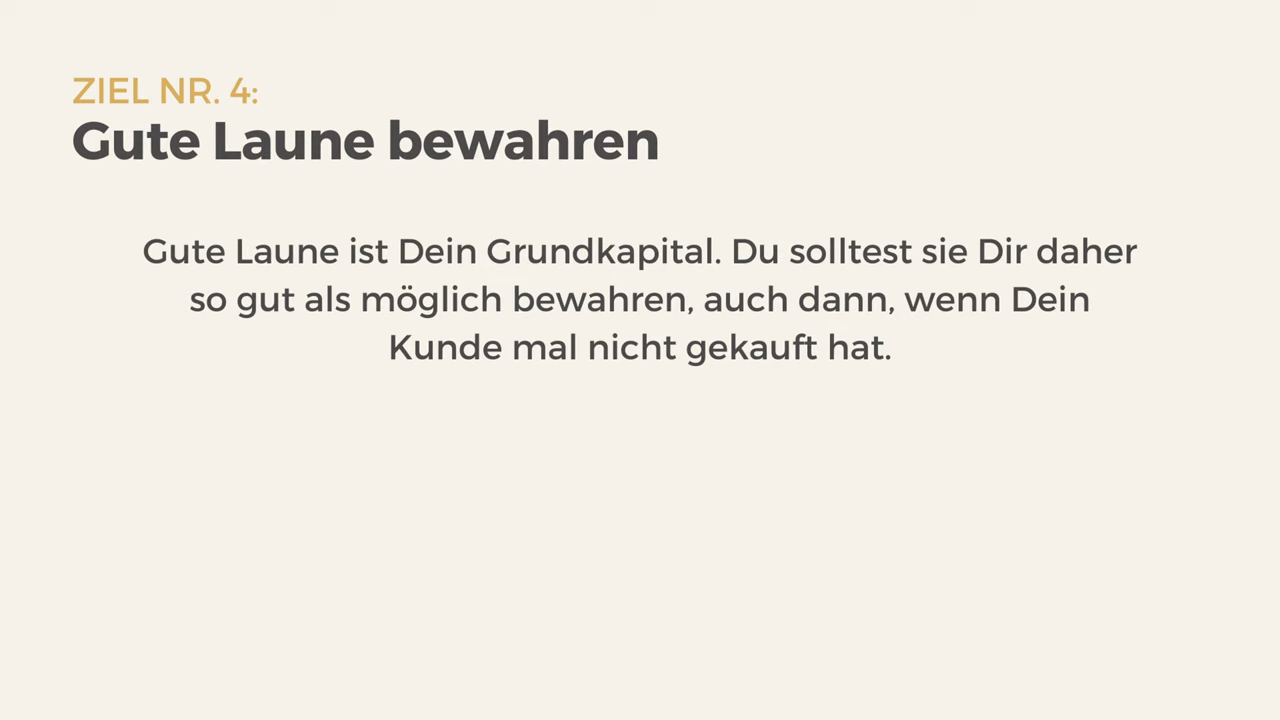 ZIEL NR. 4:
Gute Laune bewahren
Gute Laune ist Dein Grundkapital. Du solltest sie Dir daher
so gut als möglich bewahren, auch dann, wenn Dein
Kunde mal nicht gekauft hat.